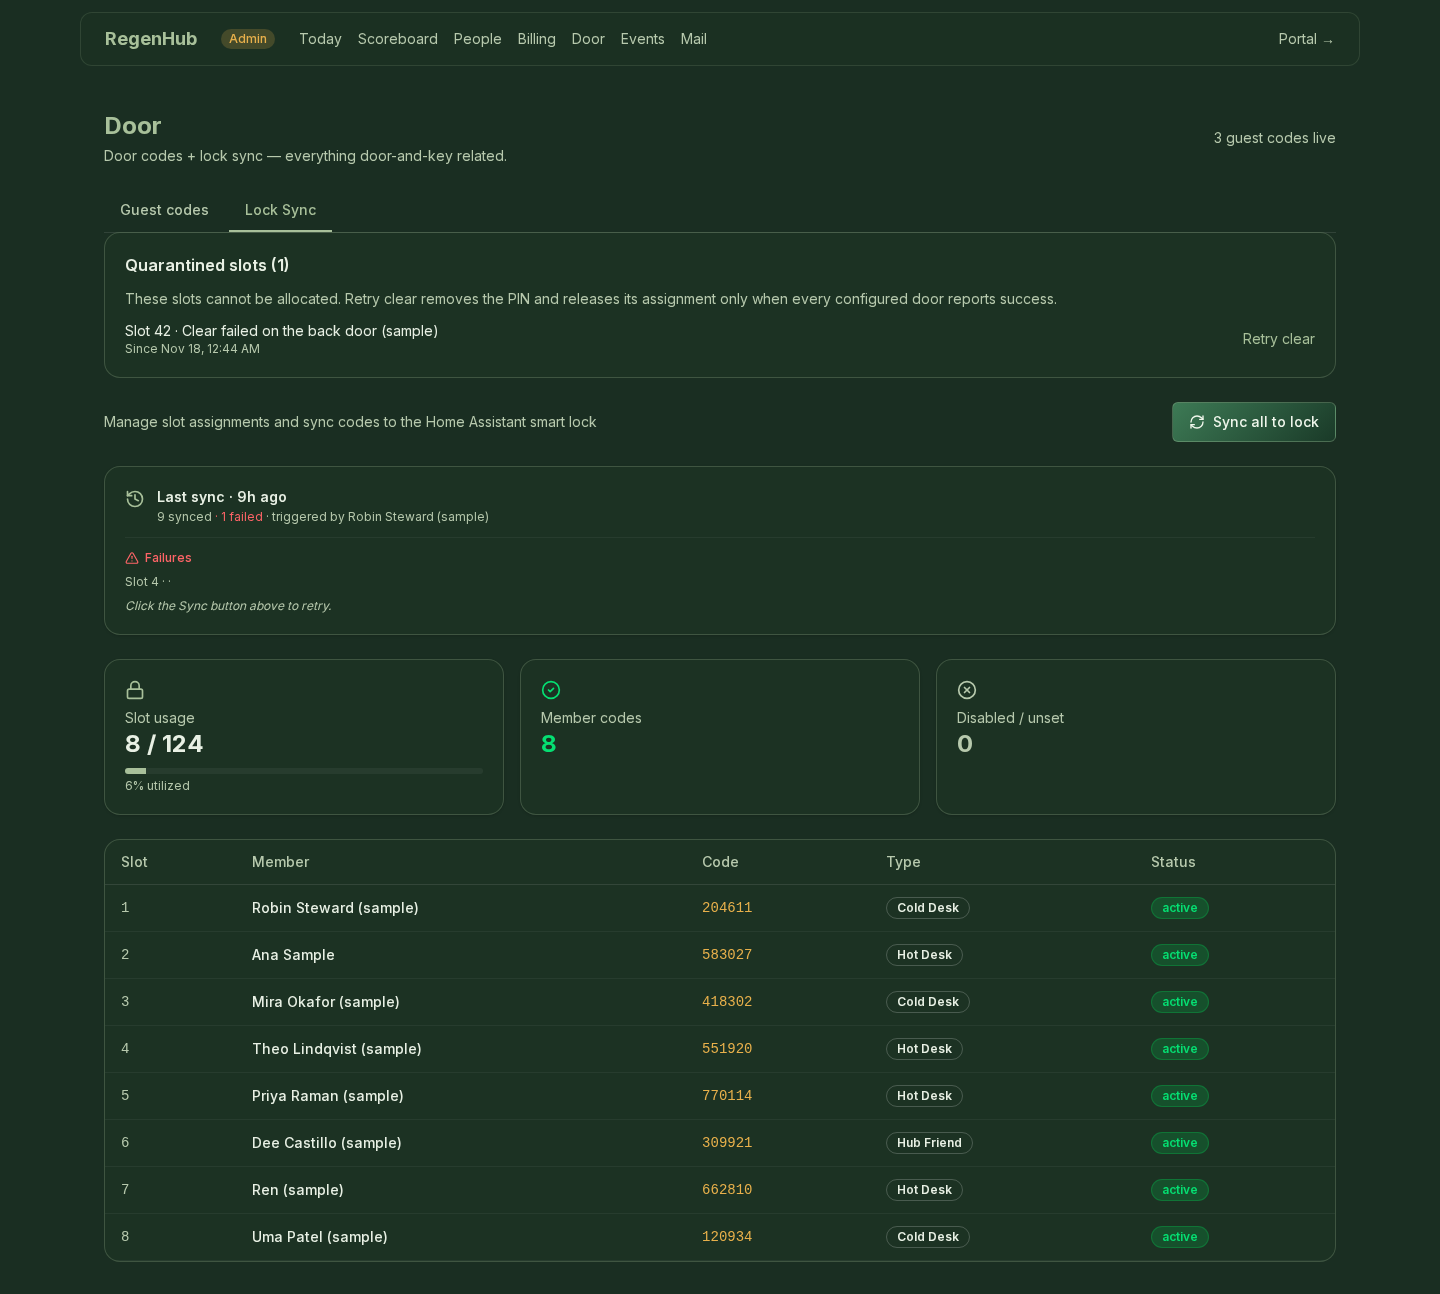 RegenHub Admin Today Scoreboard People Billing Door Events Mail Portal →
Door
Door codes + lock sync — everything door-and-key related.
3 guest codes live
Guest codes Lock Sync
Quarantined slots (1)
These slots cannot be allocated. Retry clear removes the PIN and releases its assignment only when every configured door reports success.
Slot 42 · Clear failed on the back door (sample)
Since Nov 18, 12:44 AM
Retry clear
Manage slot assignments and sync codes to the Home Assistant smart lock
Sync all to lock
Last sync · 9h ago
9 synced · 1 failed · triggered by Robin Steward (sample)
Failures
Slot 4 · ·
Click the Sync button above to retry.
Slot usage
8 / 124
6% utilized
Member codes
8
Disabled / unset
0
Slot Member Code Type Status
1 Robin Steward (sample) 204611 Cold Desk active
2 Ana Sample 583027 Hot Desk active
3 Mira Okafor (sample) 418302 Cold Desk active
4 Theo Lindqvist (sample) 551920 Hot Desk active
5 Priya Raman (sample) 770114 Hot Desk active
6 Dee Castillo (sample) 309921 Hub Friend active
7 Ren (sample) 662810 Hot Desk active
8 Uma Patel (sample) 120934 Cold Desk active